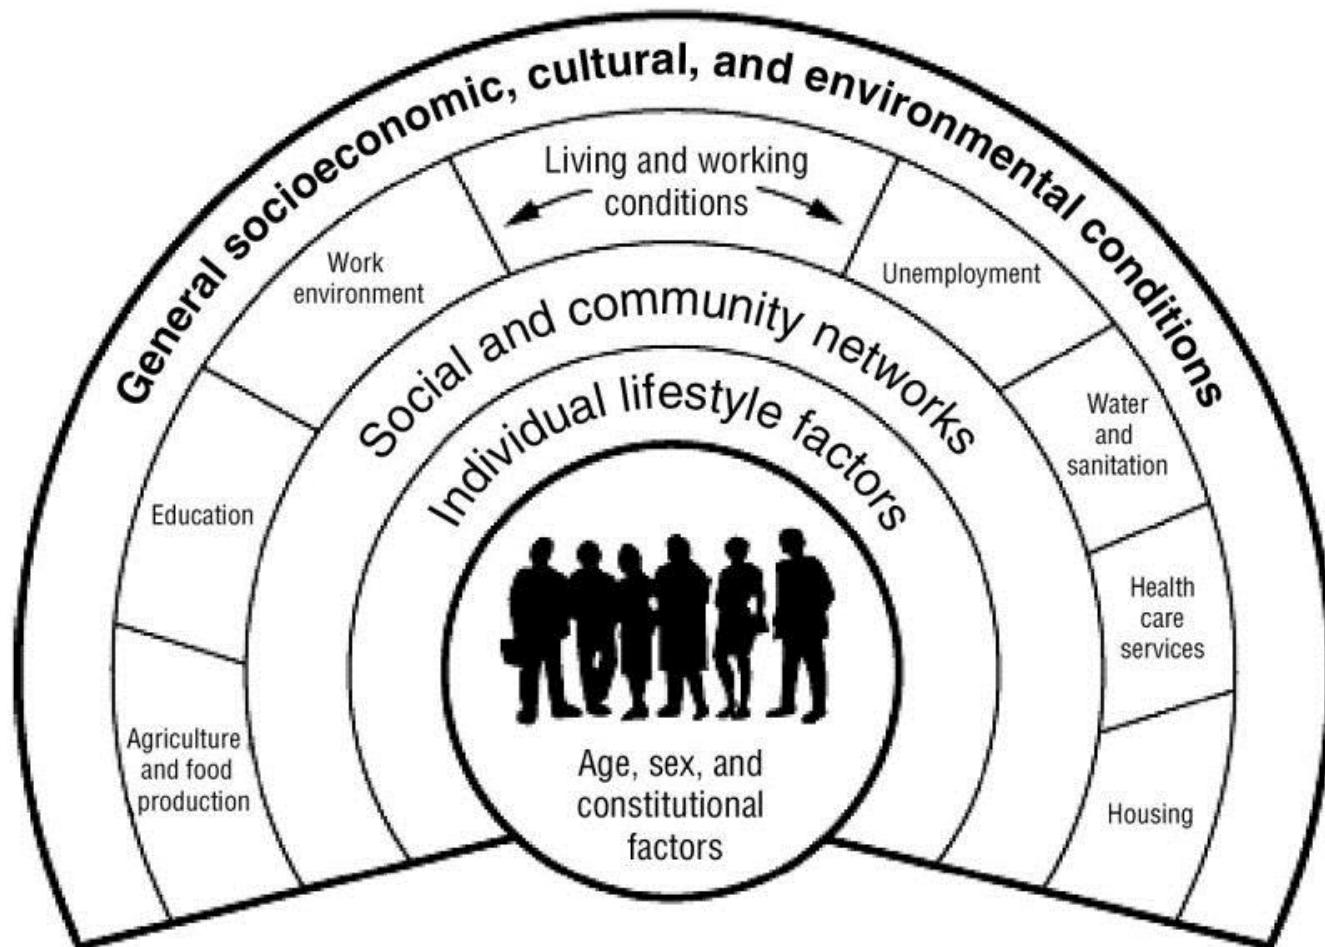 General socioeconomic, cultural, and environmental conditions
Living and working
conditions
Work
environment
Unemployment
Social and community networks
Individual lifestyle factors
Water
and
sanitation
Education
Health
care
services
Agriculture
and food
production
Housing
Age, sex, and
constitutional
factors